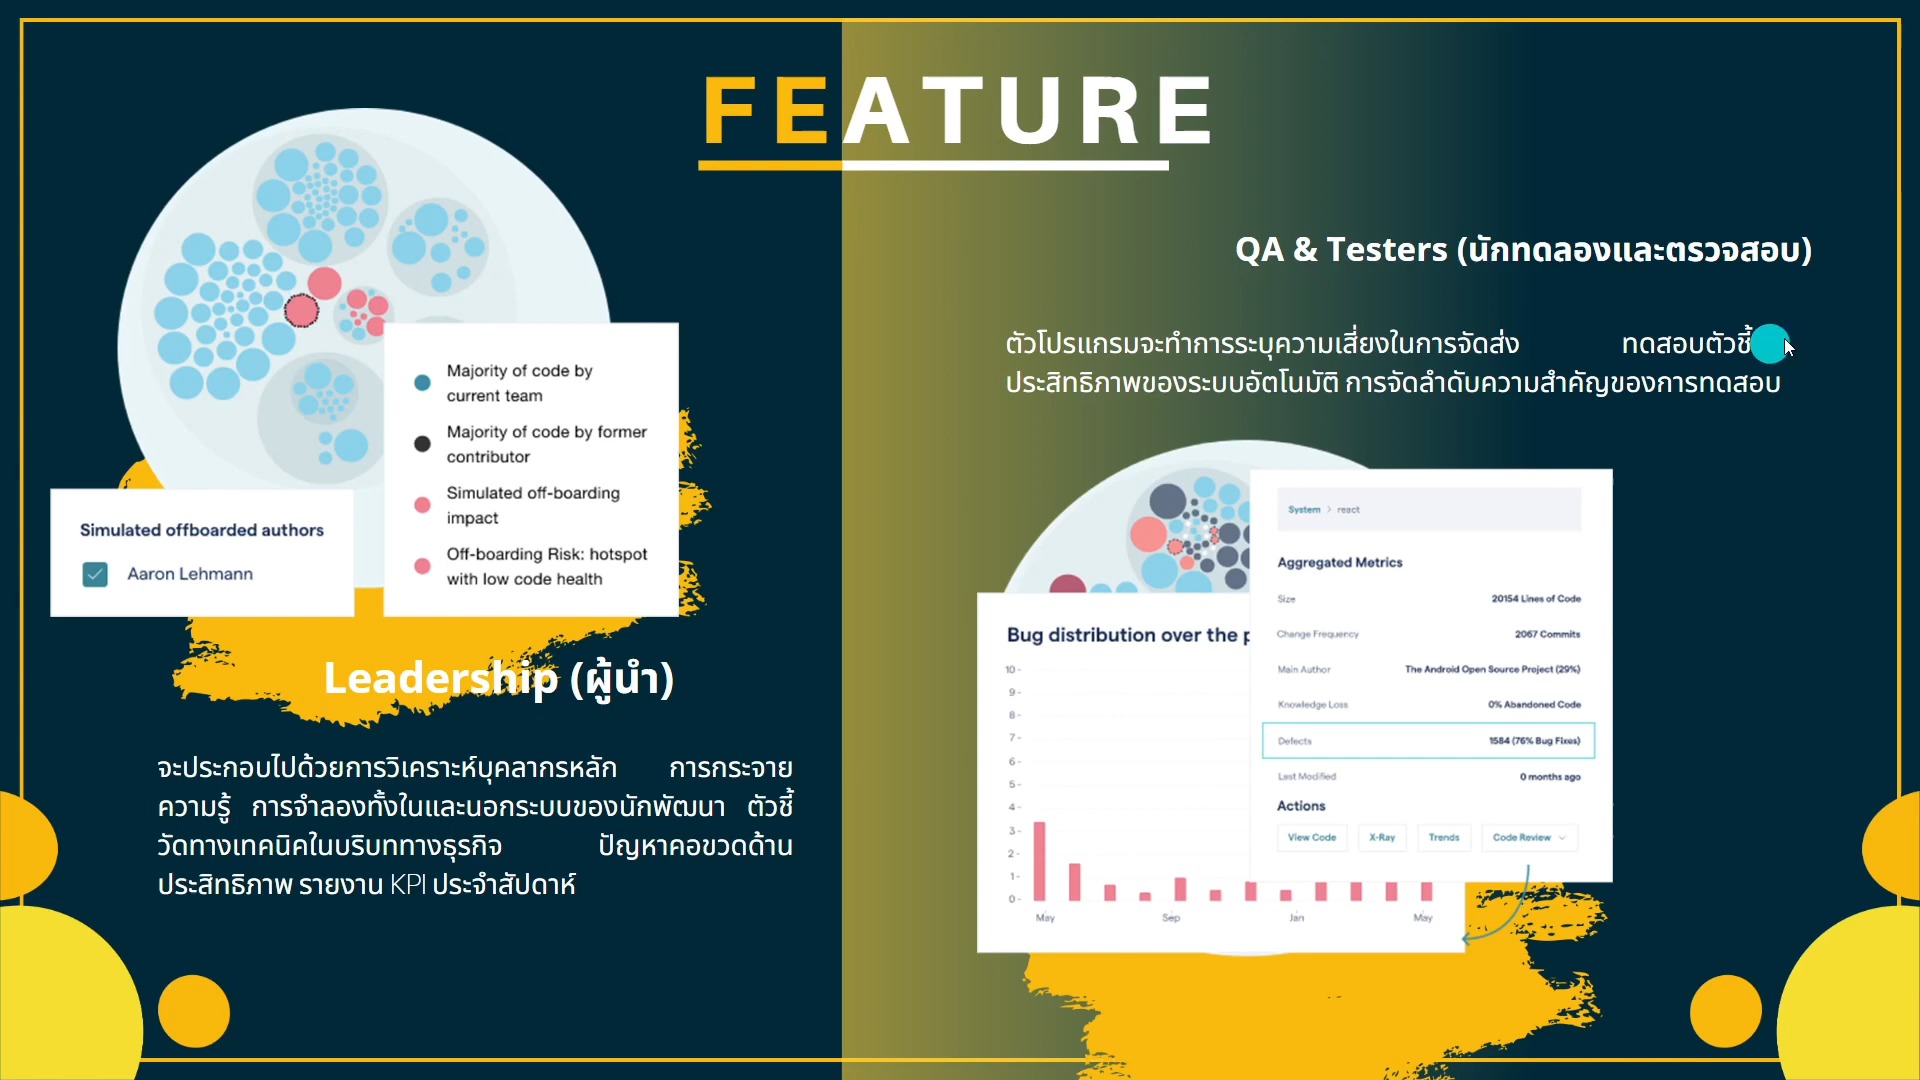 FEATURE
Majority of code by
current team
Majority of code by former
contributor
Simulated off-boarding
impact
Off-boarding Risk: hotspot
with low code health
Simulated offboarded authors
Aaron Lehmann
Leadership (ผู้นำ)
จะประกอบไปด้วยการวิเคราะห์บุคลากรหลัก การกระจาย
ความรู้ การจำลองทั้งในและนอกระบบของนักพัฒนา ตัวชี้
วัดทางเทคนิคในบริบททางธุรกิจ ปัญหาคอขวดด้าน
ประสิทธิภาพ รายงาน KPI ประจำสัปดาห์
QA & Testers (นักทดลองและตรวจสอบ)
ตัวโปรแกรมจะทำการระบุความเสี่ยงในการจัดส่ง ทดสอบตัวชี้
ประสิทธิภาพของระบบอัตโนมัติ การจัดลำดับความสำคัญของการทดสอบ
System > react
Aggregated Metrics
Size 20154 Lines of Code
Change Frequency 2067 Commits
Main Author The Android Open Source Project (29%)
Knowledge Loss 0% Abandoned Code
Defects 1584 (76% Bug Fixes)
Last Modified 0 months ago
Actions
View Code X-Ray Trends Code Review
Bug distribution over the
10
9
8
7
6
5
4
3
2
1
0
May Sep Jan May